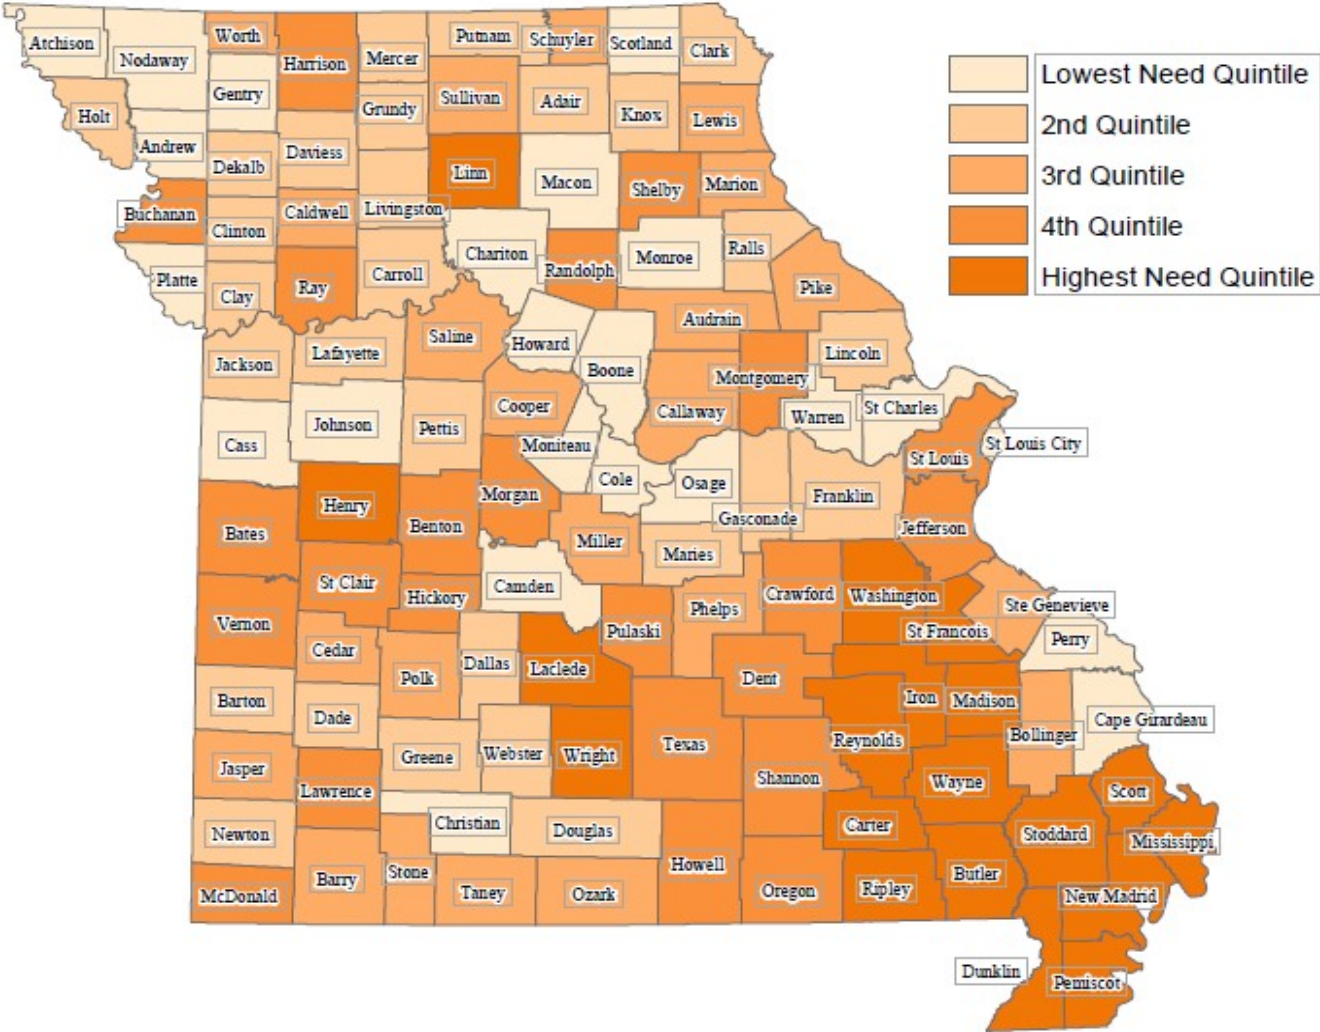 Atchison
Nodaway
Worth
Harrison
Mercer
Putnam
Schuyler
Scotland
Clark
Holt
Gentry
Grundy
Sullivan
Adair
Knox
Lewis
Andrew
Dekalb
Daviess
Linn
Macon
Shelby
Marion
Buchanan
Clinton
Caldwell
Livingston
Chariton
Randolph
Monroe
Ralls
Platte
Clay
Ray
Carroll
Pike
Jackson
Lafayette
Saline
Howard
Boone
Audrain
Lincoln
Montgomery
Cass
Johnson
Pettis
Cooper
Moniteau
Callaway
Warren
St Charles
St Louis City
St Louis
Cole
Osage
Gasconade
Franklin
Jefferson
Bates
Henry
Benton
Morgan
Miller
Maries
St Clair
Hickory
Camden
Phelps
Crawford
Washington
Ste Genevieve
Vernon
Cedar
Polk
Dallas
Laclede
Pulaski
Dent
St Francois
Perry
Barton
Dade
Greene
Webster
Wright
Texas
Iron
Madison
Bollinger
Cape Girardeau
Jasper
Lawrence
Shannon
Reynolds
Wayne
Scott
Newton
Christian
Douglas
Carter
Stoddard
Mississippi
McDonald
Barry
Stone
Taney
Ozark
Howell
Oregon
Ripley
Butler
New Madrid
Dunklin
Pemiscot
Lowest Need Quintile
2nd Quintile
3rd Quintile
4th Quintile
Highest Need Quintile